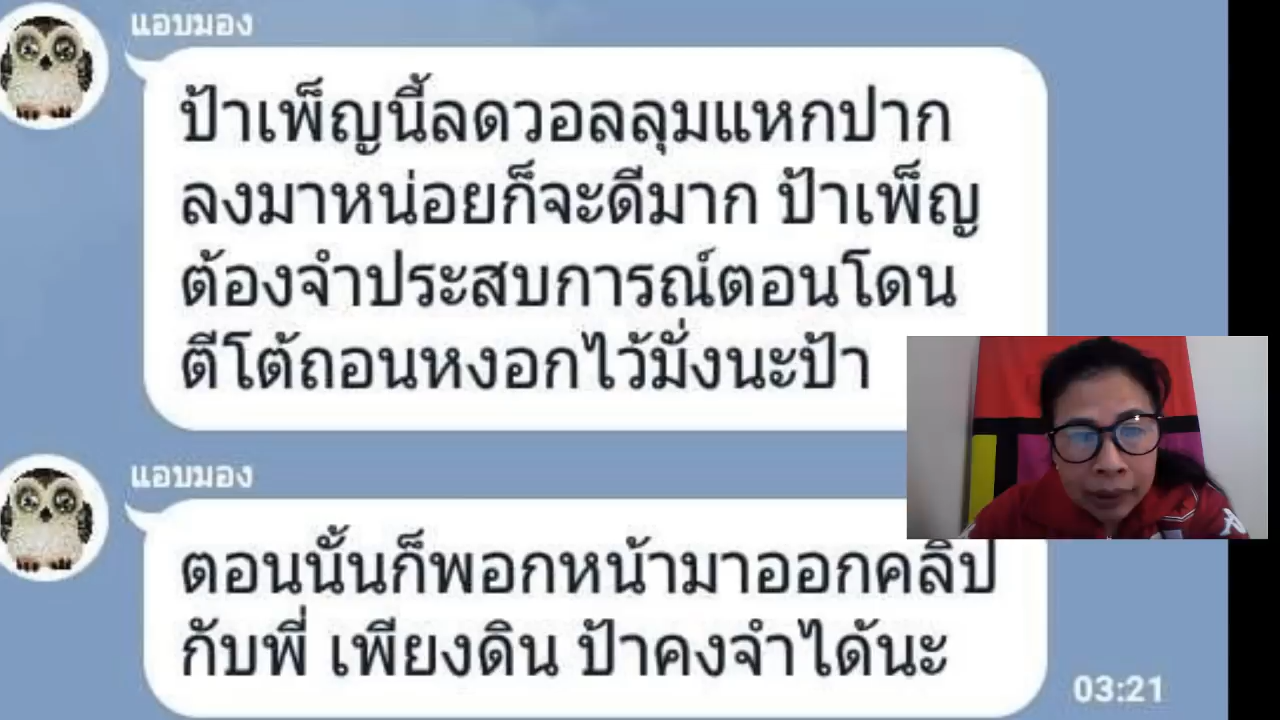 แอบมอง
ป้าเพ็ญนี้ลดวอลลุมแหกปาก
ลงมาหน่อยก็จะดีมาก ป้าเพ็ญ
ต้องจำประสบการณ์ตอนโดน
ตีโต้ถอนหงอกไว้มั่งนะป้า
แอบมอง
ตอนนั้นก็พอกหน้ามาออกคลิป
กับพี่ เพียงดิน ป้าคงจำได้นะ
03:21